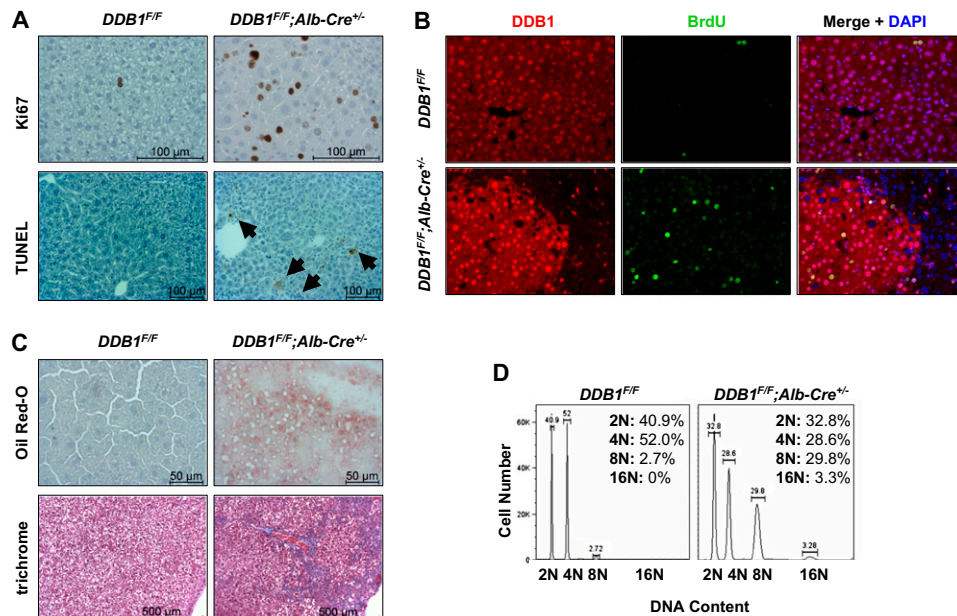 A
DDB1F/F
DDB1F/F;Alb-Cre+/-
Ki67
100 µm
100 µm
TUNEL
100 µm
100 µm
B
DDB1
BrdU
Merge + DAPI
DDB1F/F
DDB1F/F;Alb-Cre+/-
C
DDB1F/F
DDB1F/F;Alb-Cre+/-
Oil Red-O
50 µm
50 µm
trichrome
500 µm
500 µm
D
DDB1F/F
DDB1F/F;Alb-Cre+/-
Cell Number
60K
40K
20K
0
40.9
52
2.72
2N: 40.9%
4N: 52.0%
8N: 2.7%
16N: 0%
32.8
28.6
29.8
3.28
2N: 32.8%
4N: 28.6%
8N: 29.8%
16N: 3.3%
2N 4N 8N 16N
2N 4N 8N 16N
DNA Content